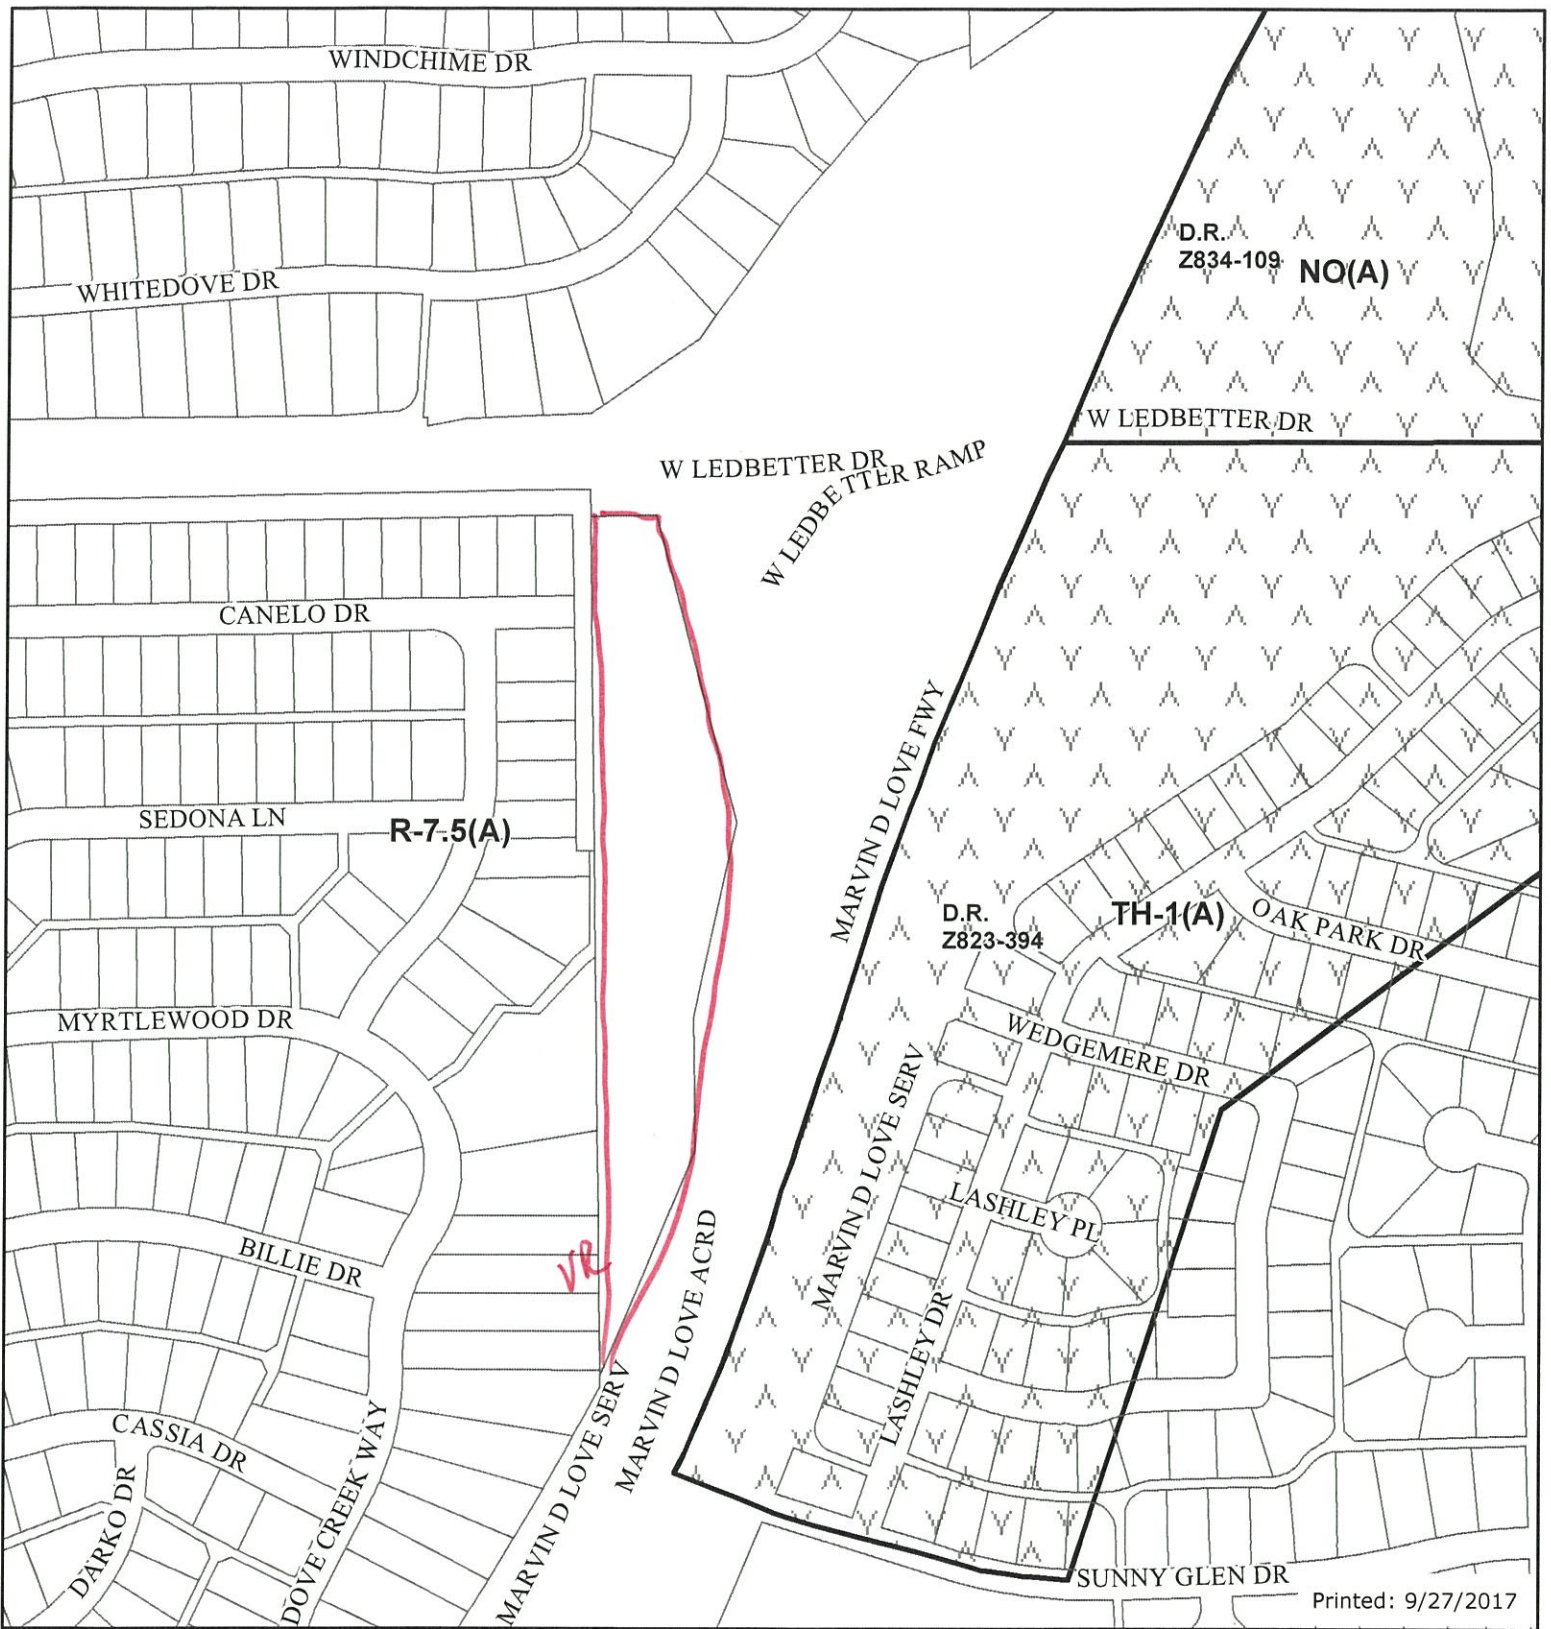 WINDCHIME DR
D.R.
Z834-109
NO(A)
WHITEDOVE DR
W LEDBETTER DR
W LEDBETTER DR
W LEDBETTER RAMP
CANELO DR
MARVIN D LOVE FWY
SEDONA LN
R-7.5(A)
D.R.
Z823-394
TH-1(A)
OAK PARK DR
MYRTLEWOOD DR
WEDGEMERE DR
MARVIN D LOVE SERV
LASHLEY PL
BILLIE DR
VR
MARVIN D LOVE ACRD
LASHLEY DR
CASSIA DR
MARVIN D LOVE SERV
DARKO DR
DOVE CREEK WAY
SUNNY GLEN DR
Printed: 9/27/2017